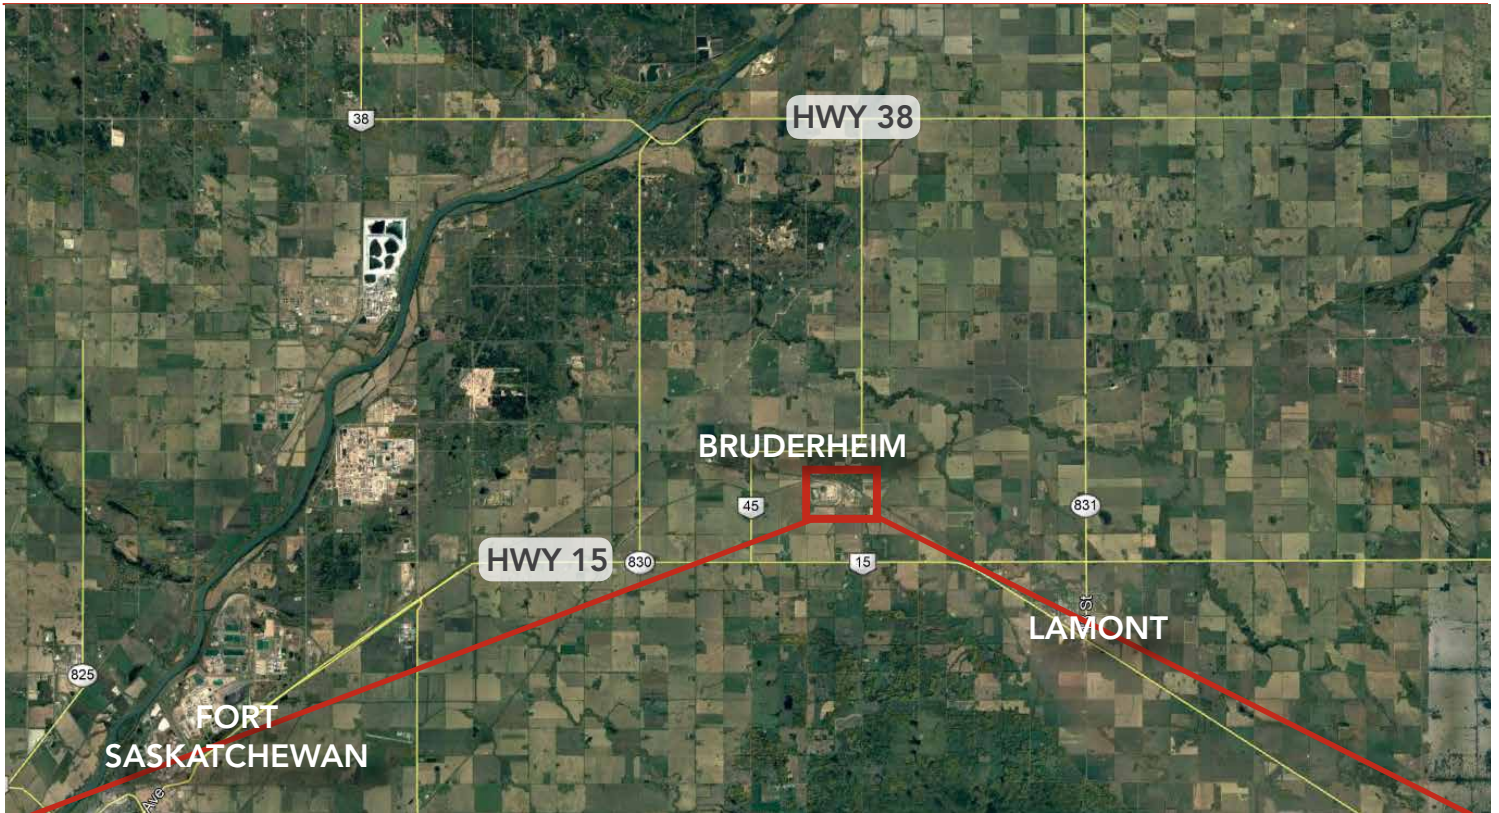 38
HWY 38
BRUDERHEIM
45
831
HWY 15
830
15
St
LAMONT
825
FORT
SASKATCHEWAN
Ave